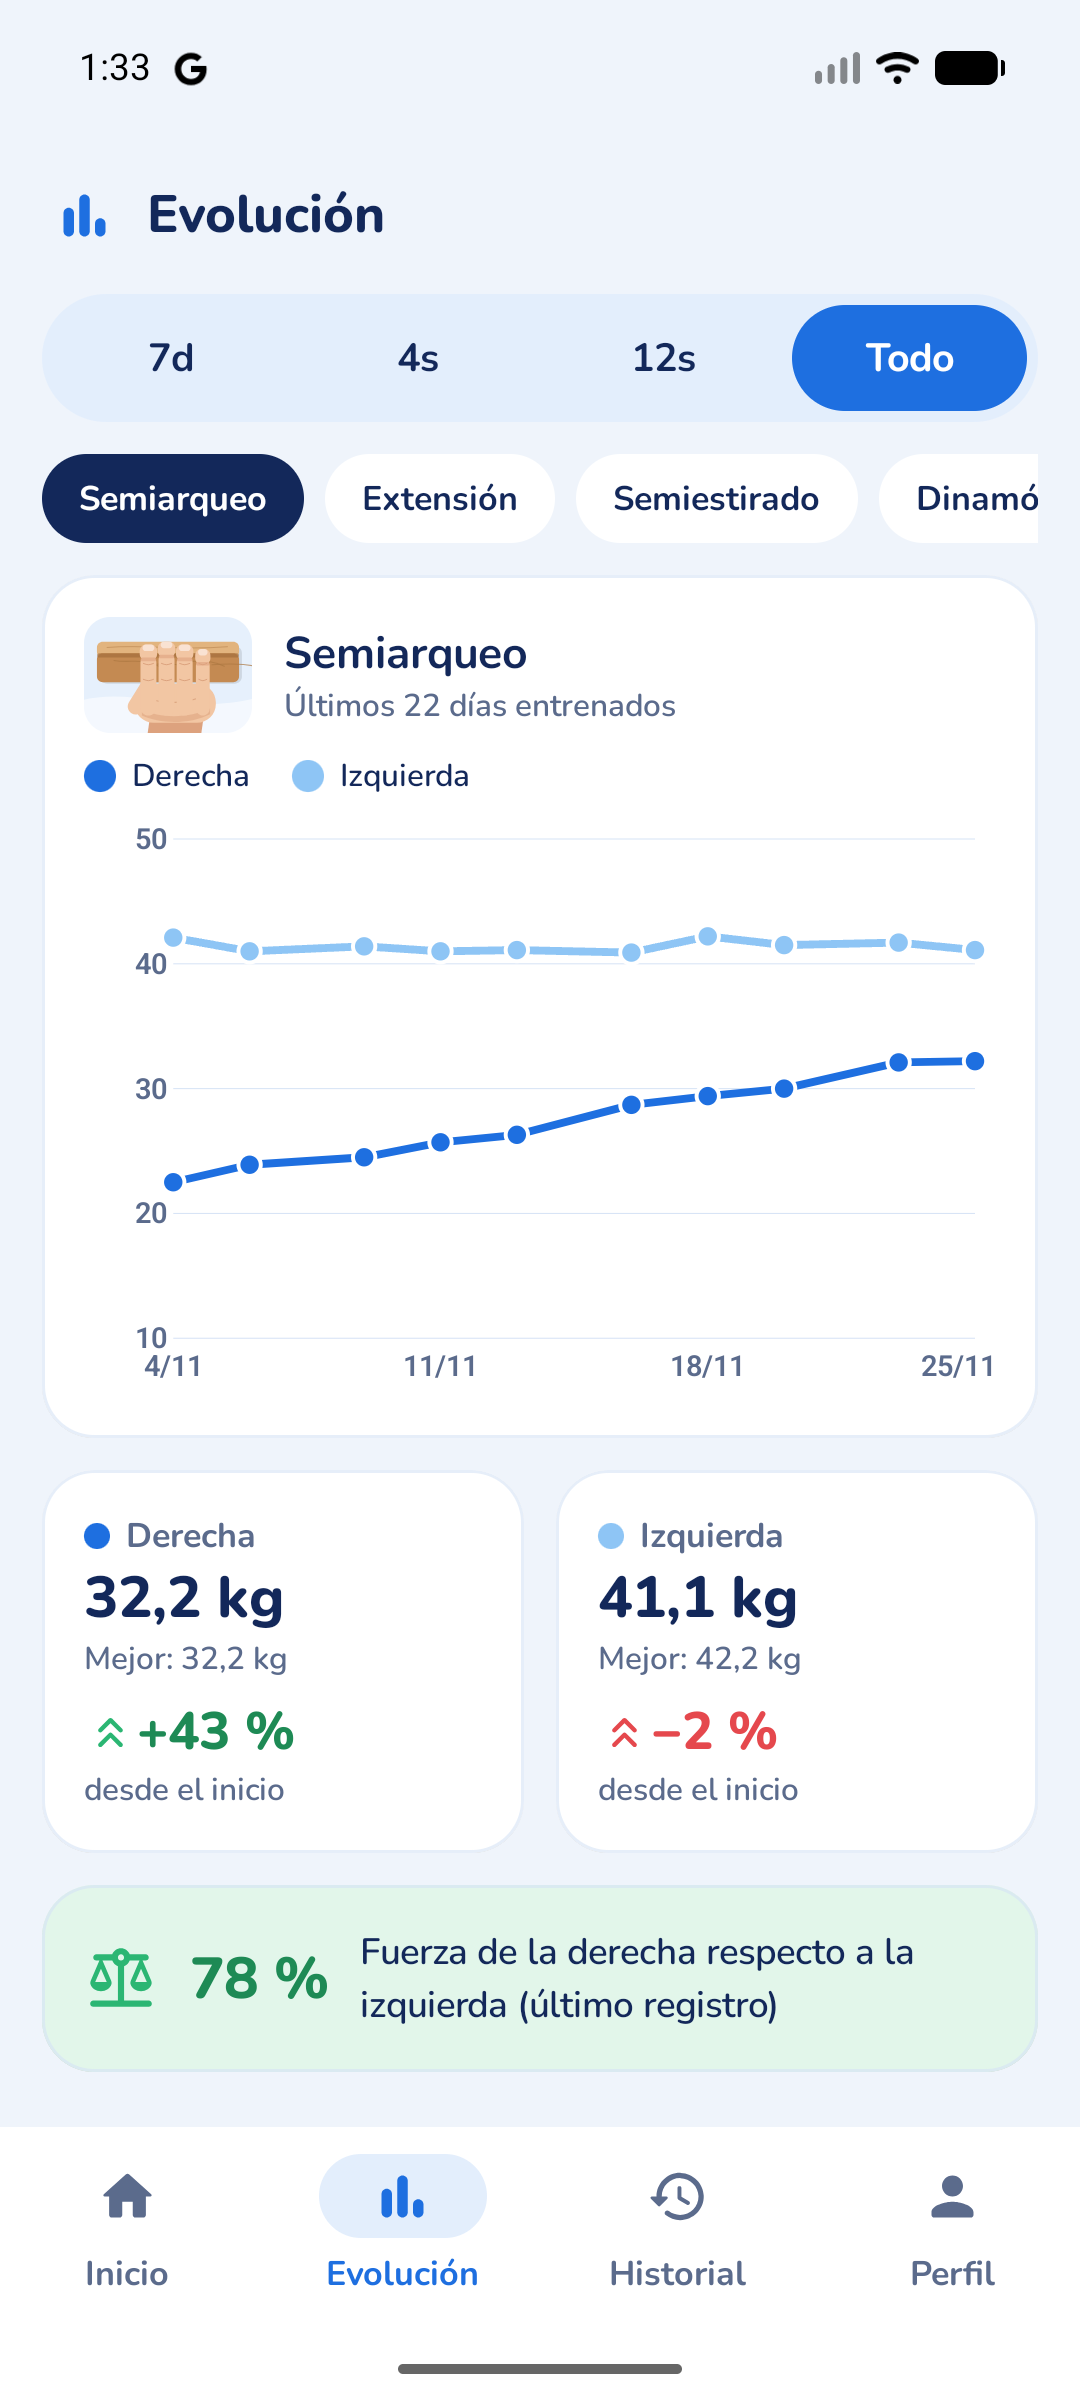 1:33 G
Evolución
7d 4s 12s Todo
Semiarqueo Extensión Semiestirado Dinamó
Semiarqueo
Últimos 22 días entrenados
Derecha Izquierda
50
40
30
20
10
4/11 11/11 18/11 25/11
Derecha
32,2 kg
Mejor: 32,2 kg
+43 %
desde el inicio
Izquierda
41,1 kg
Mejor: 42,2 kg
−2 %
desde el inicio
78 %
Fuerza de la derecha respecto a la
izquierda (último registro)
Inicio Evolución Historial Perfil